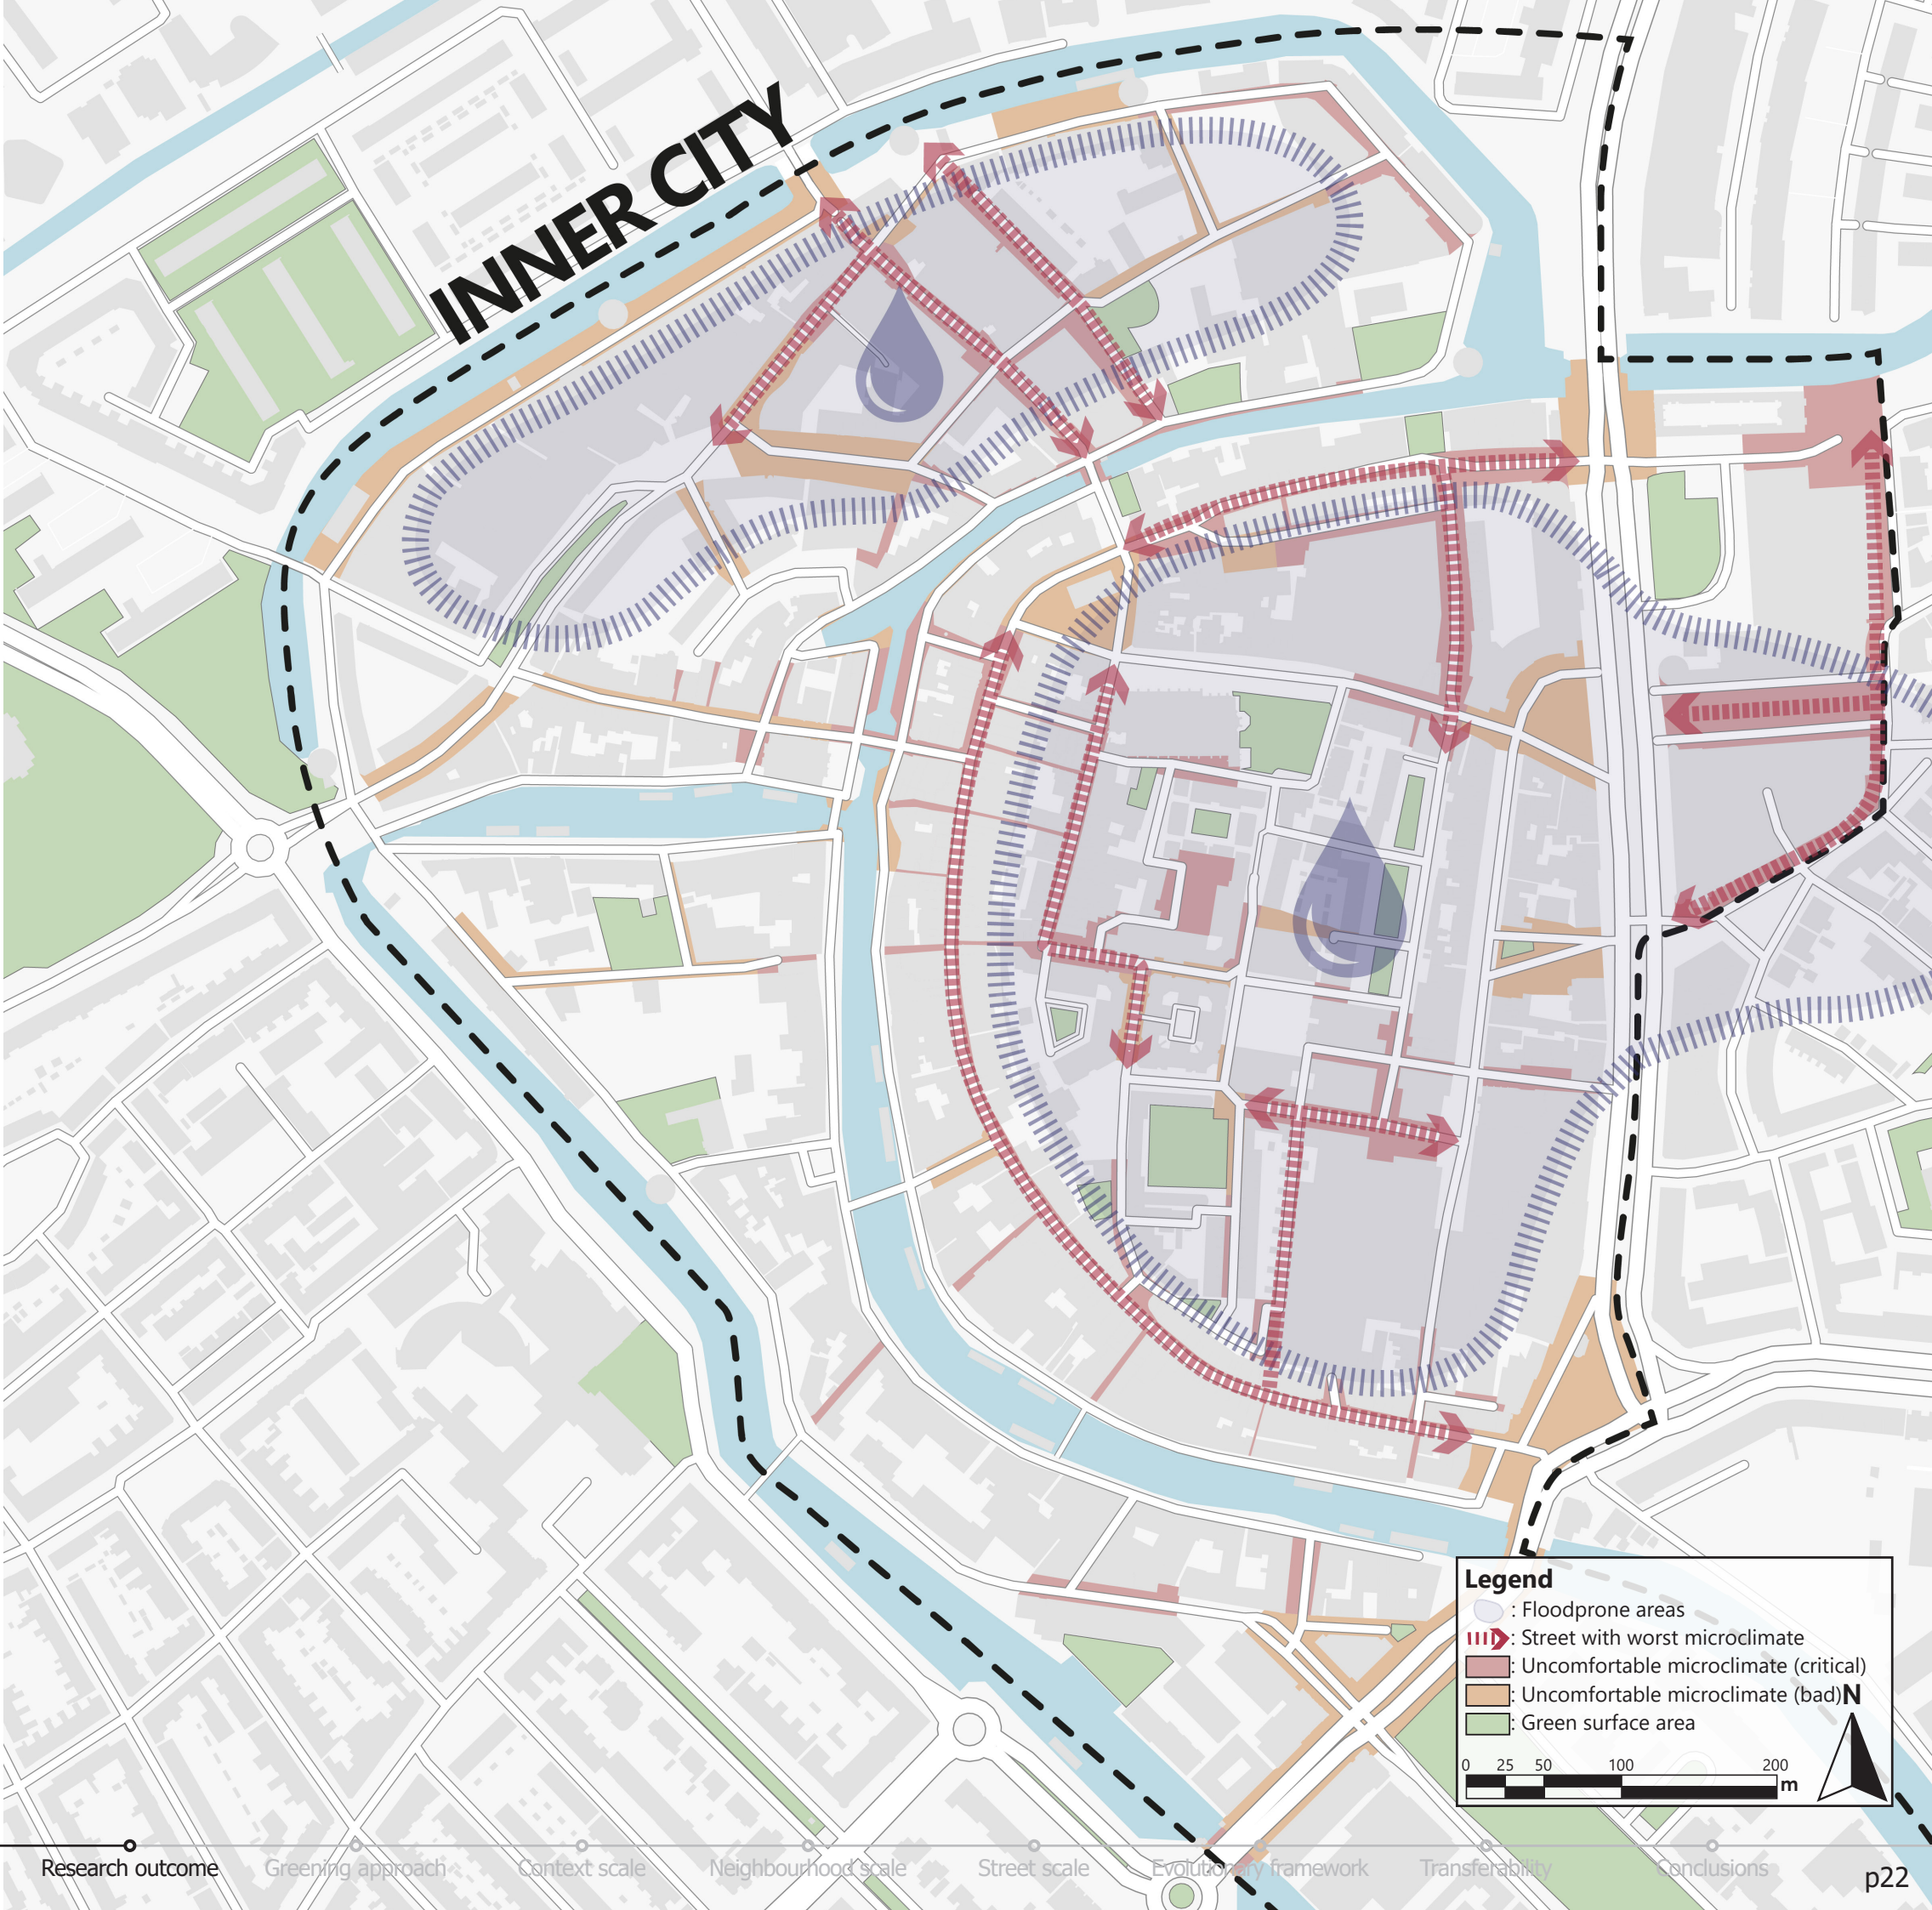 INNER CITY
Legend
: Floodprone areas
: Street with worst microclimate
: Uncomfortable microclimate (critical)
: Uncomfortable microclimate (bad)
N
: Green surface area
0 25 50 100 200
m
Research outcome Greening approach Context scale Neighbourhood scale Street scale Evolutionary framework Transferability Conclusions
p22